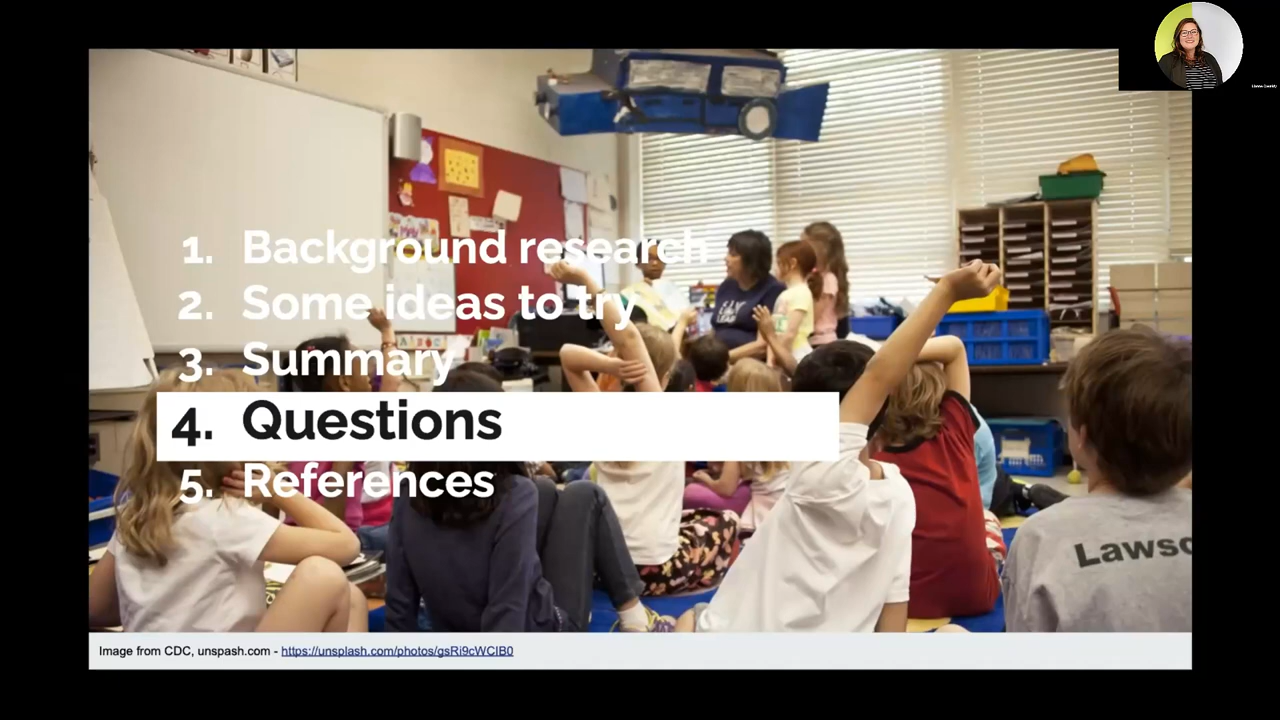 1. Background research
2. Some ideas to try
3. Summary
4. Questions
5. References
Lawso
Image from CDC, unspash.com - https://unsplash.com/photos/gsRi9cWCIB0